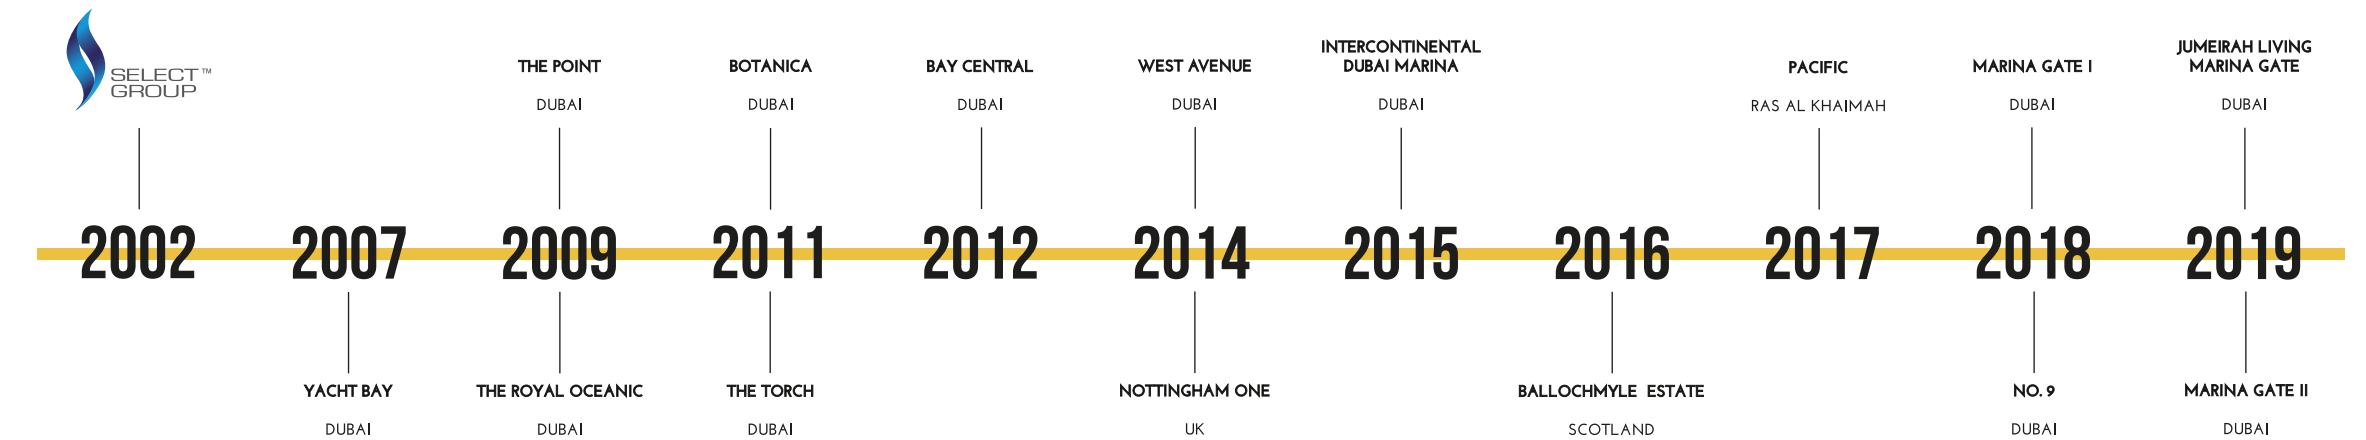 SELECT™
GROUP
THE POINT
DUBAI
BOTANICA
DUBAI
BAY CENTRAL
DUBAI
WEST AVENUE
DUBAI
INTERCONTINENTAL
DUBAI MARINA
DUBAI
PACIFIC
RAS AL KHAIMAH
MARINA GATE I
DUBAI
JUMEIRAH LIVING
MARINA GATE
DUBAI
2002 2007 2009 2011 2012 2014 2015 2016 2017 2018 2019
YACHT BAY
DUBAI
THE ROYAL OCEANIC
DUBAI
THE TORCH
DUBAI
NOTTINGHAM ONE
UK
BALLOCHMYLE ESTATE
SCOTLAND
NO. 9
DUBAI
MARINA GATE II
DUBAI